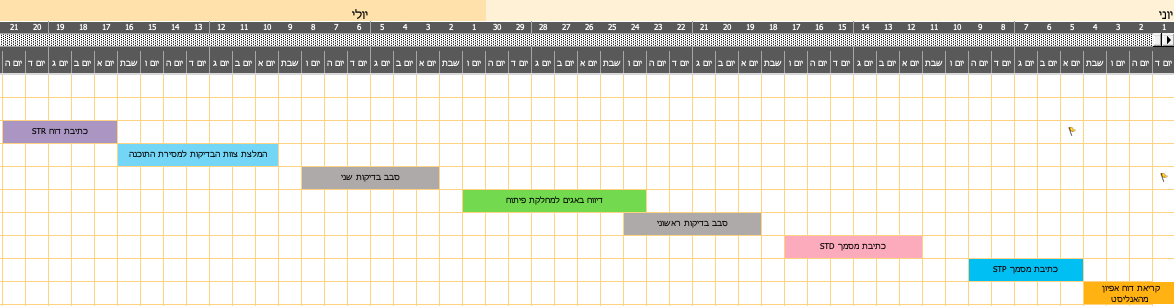 יוני יולי
1 2 3 4 5 6 7 8 9 10 11 12 13 14 15 16 17 18 19 20 21 22 23 24 25 26 27 28 29 30 1 2 3 4 5 6 7 8 9 10 11 12 13 14 15 16 17 18 19 20 21
יום ד יום ה יום ו שבת יום א יום ב יום ג יום ד יום ה יום ו שבת יום א יום ב יום ג יום ד יום ה יום ו שבת יום א יום ב יום ג יום ד יום ה יום ו שבת יום א יום ב יום ג יום ד יום ה יום ו שבת יום א יום ב יום ג יום ד יום ה יום ו שבת יום א יום ב יום ג יום ד יום ה יום ו שבת יום א יום ב יום ג יום ד יום ה
כתיבת דוח STR
המלצת צוות הבדיקות למסירת התוכנה
סבב בדיקות שני
דיווח באגים למחלקת פיתוח
סבב בדיקות ראשוני
כתיבת מסמך STD
כתיבת מסמך STP
קריאת דוח אפיון
מהאנליסט